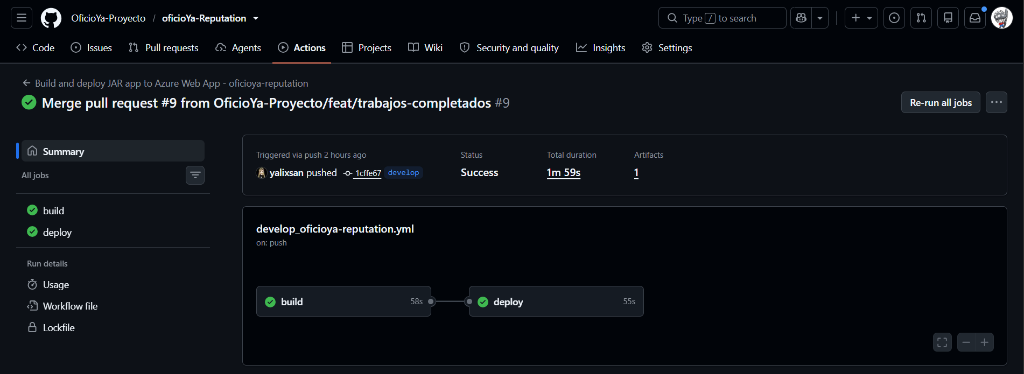 OficioYa-Proyecto / oficioYa-Reputation
Type / to search
Code Issues Pull requests Agents Actions Projects Wiki Security and quality Insights Settings
Build and deploy JAR app to Azure Web App - oficioya-reputation
Merge pull request #9 from OficioYa-Proyecto/feat/trabajos-completados #9
Re-run all jobs
Summary
All jobs
build
deploy
Run details
Usage
Workflow file
Lockfile
Triggered via push 2 hours ago
yalixsan pushed 1cffe67 develop
Status
Success
Total duration
1m 59s
Artifacts
1
develop_oficioya-reputation.yml
on: push
build 58s
deploy 55s